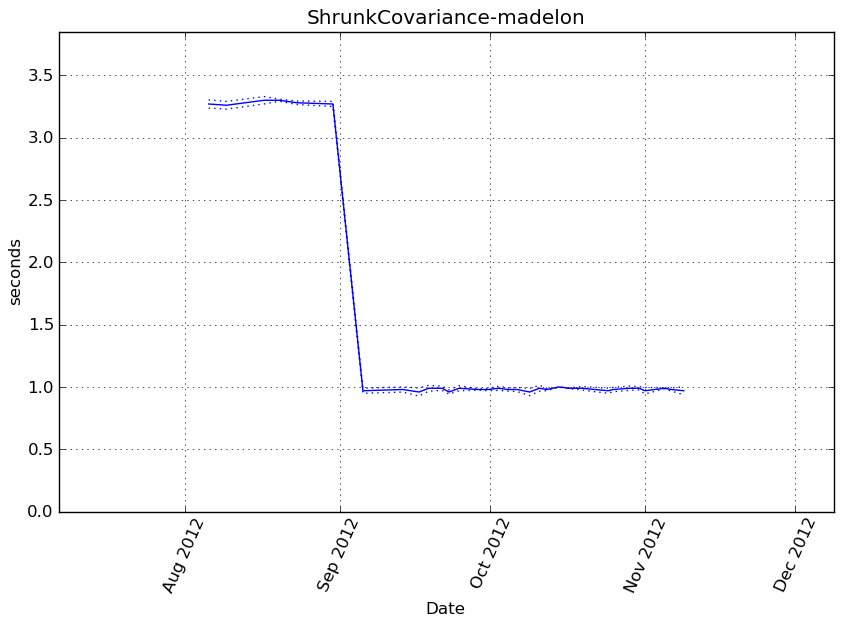 ShrunkCovariance-madelon
3.5
3.0
2.5
2.0
1.5
1.0
0.5
0.0
seconds
Aug 2012
Sep 2012
Oct 2012
Nov 2012
Dec 2012
Date